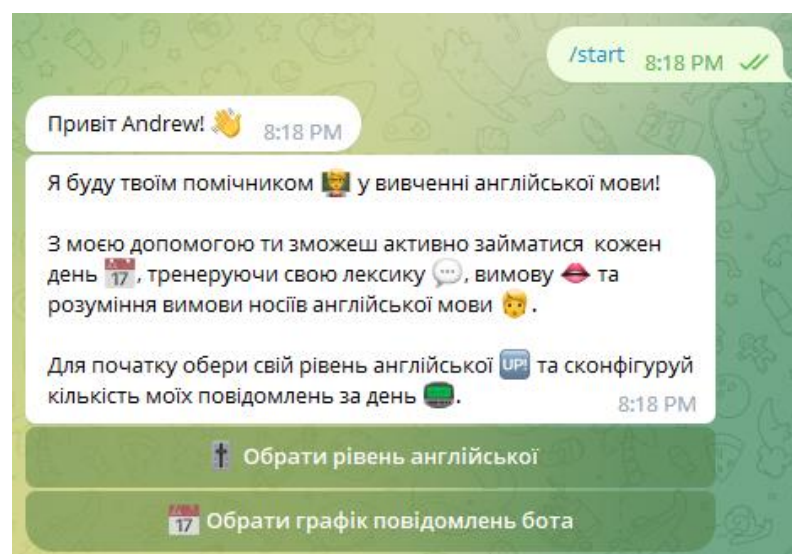 /start 8:18 PM
Привіт Andrew! 👋 8:18 PM
Я буду твоїм помічником 👨‍🏫 у вивченні англійської мови!
З моєю допомогою ти зможеш активно займатися кожен
день 📅, тренеруючи свою лексику 💬, вимову 👄 та
розуміння вимови носіїв англійської мови 🧑.
Для початку обери свій рівень англійської 🆙 та сконфігуруй
кількість моїх повідомлень за день 📟.
8:18 PM
🎚 Обрати рівень англійської
📅 Обрати графік повідомлень бота